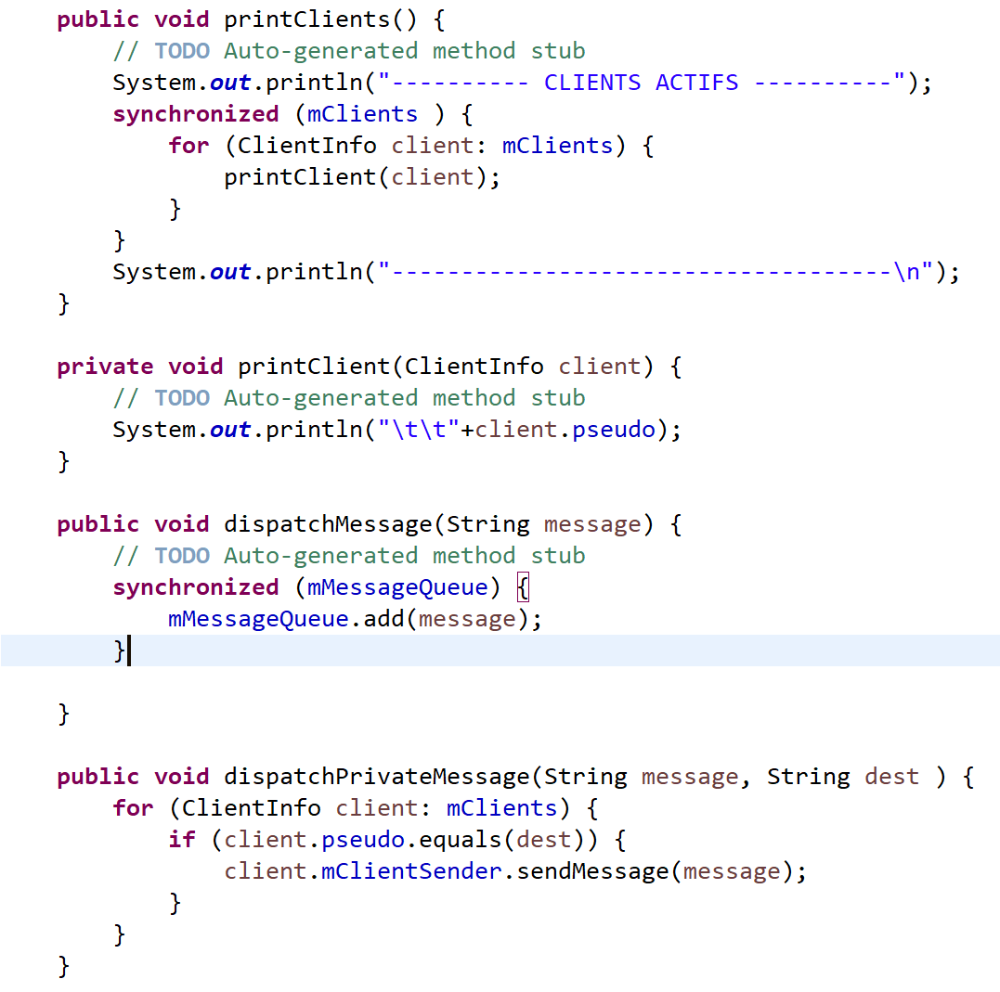 public void printClients() {
// TODO Auto-generated method stub
System.out.println("---------- CLIENTS ACTIFS ----------");
synchronized (mClients ) {
for (ClientInfo client: mClients) {
printClient(client);
}
}
System.out.println("------------------------------------\n");
}
private void printClient(ClientInfo client) {
// TODO Auto-generated method stub
System.out.println("\t\t"+client.pseudo);
}
public void dispatchMessage(String message) {
// TODO Auto-generated method stub
synchronized (mMessageQueue) {
mMessageQueue.add(message);
}
}
public void dispatchPrivateMessage(String message, String dest ) {
for (ClientInfo client: mClients) {
if (client.pseudo.equals(dest)) {
client.mClientSender.sendMessage(message);
}
}
}